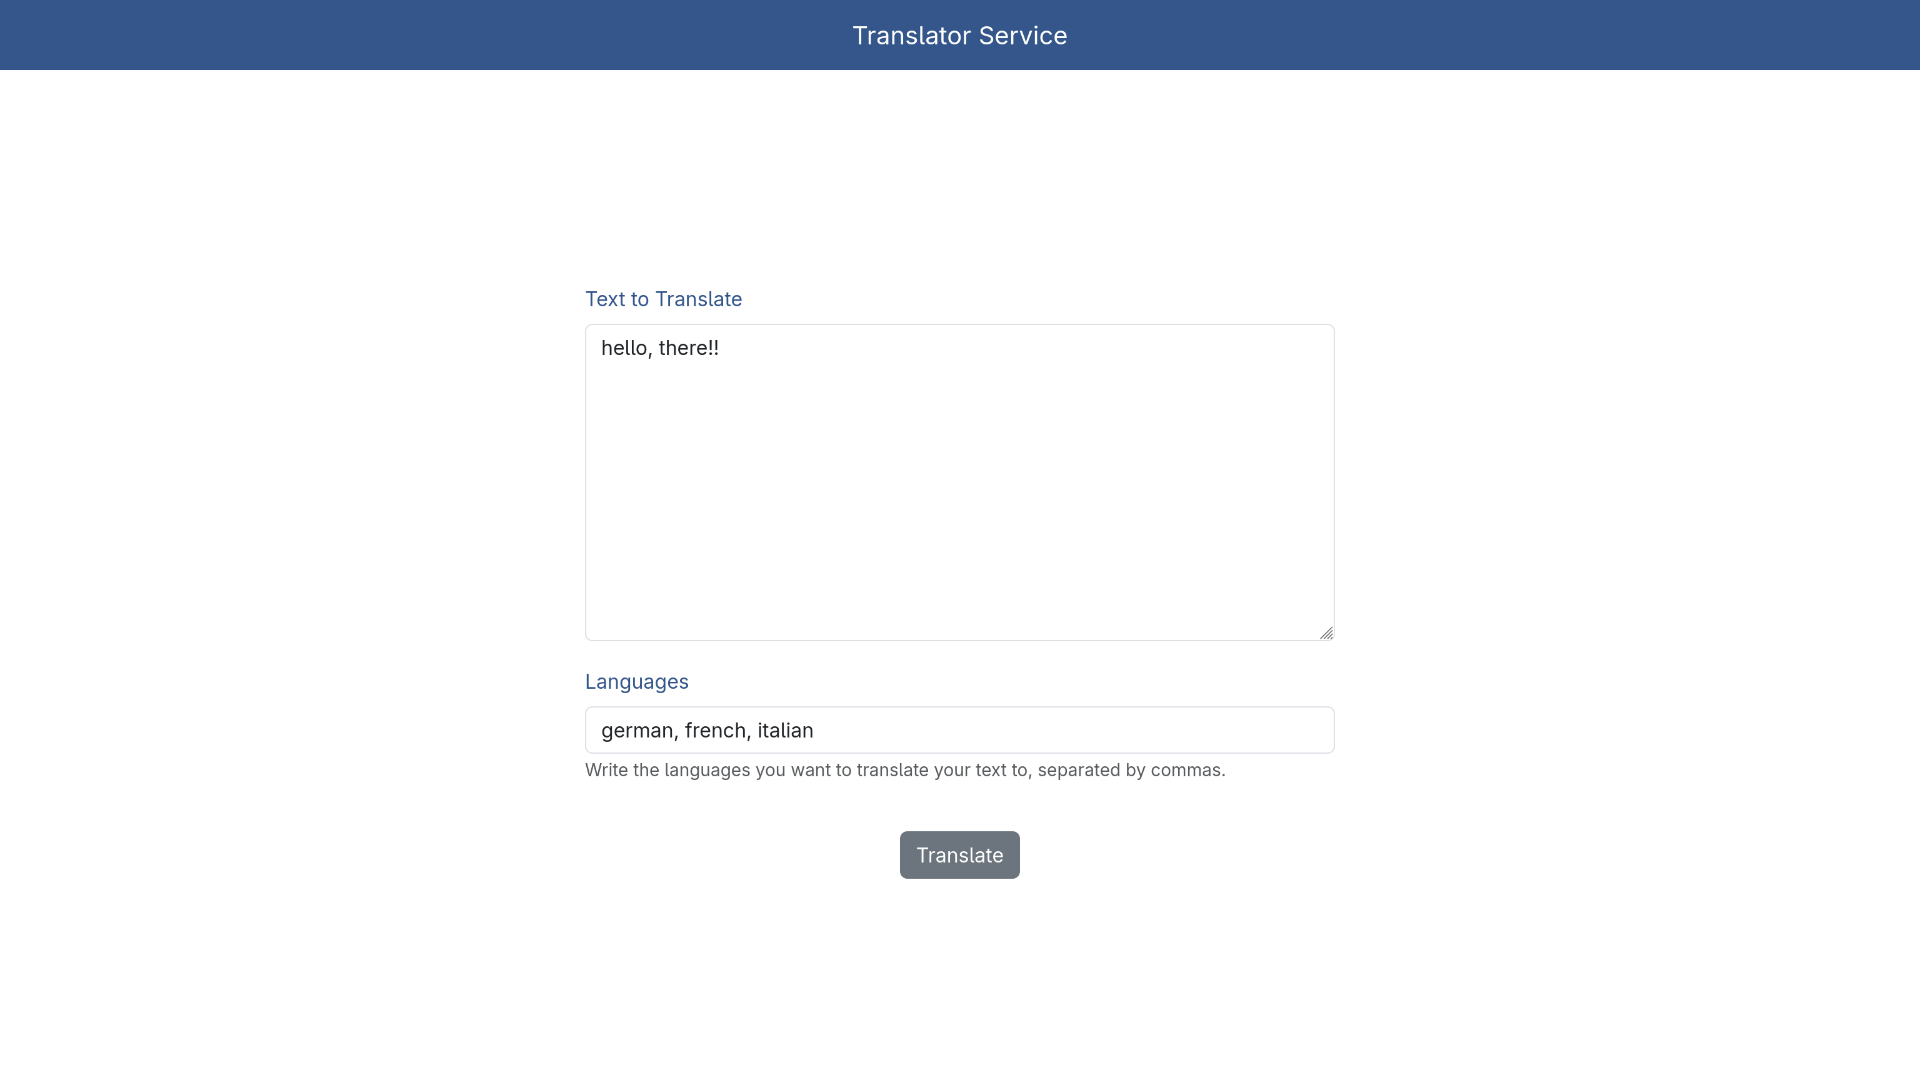 Translator Service
Text to Translate
hello, there!!
Languages
german, french, italian
Write the languages you want to translate your text to, separated by commas.
Translate